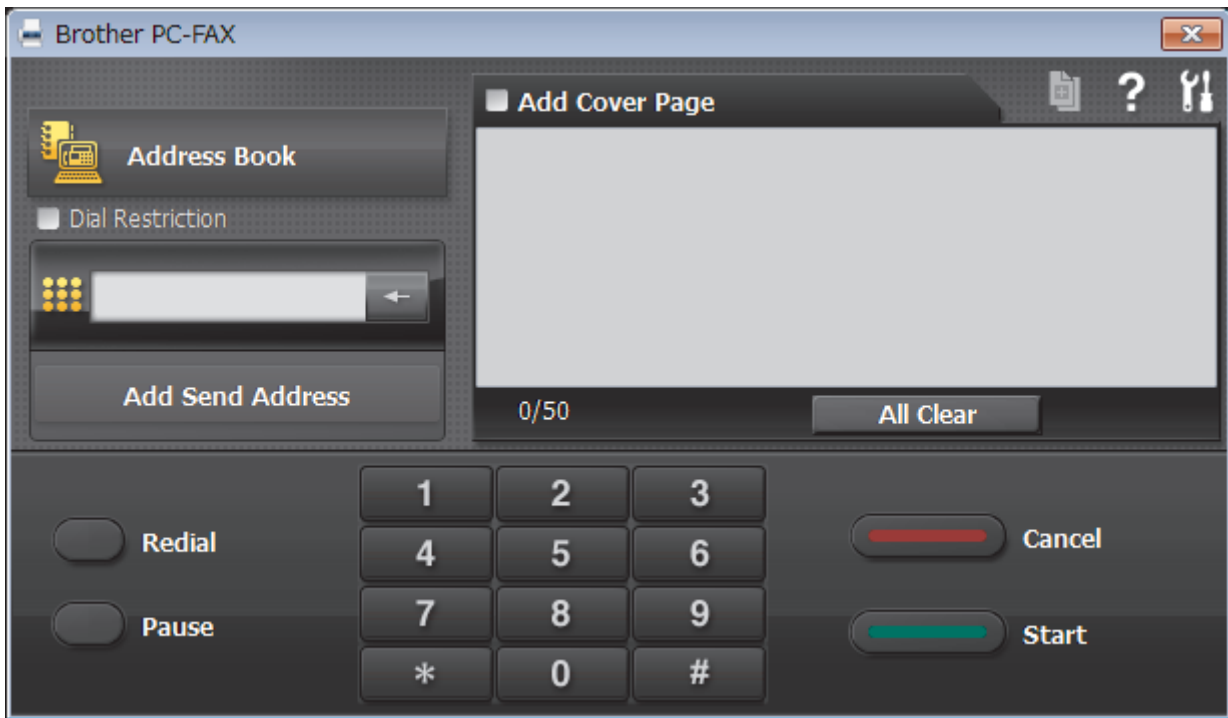 Brother PC-FAX
Add Cover Page
?
Address Book
Dial Restriction
Add Send Address
0/50
All Clear
1 2 3
Redial
4 5 6
Cancel
Pause
7 8 9
Start
* 0 #